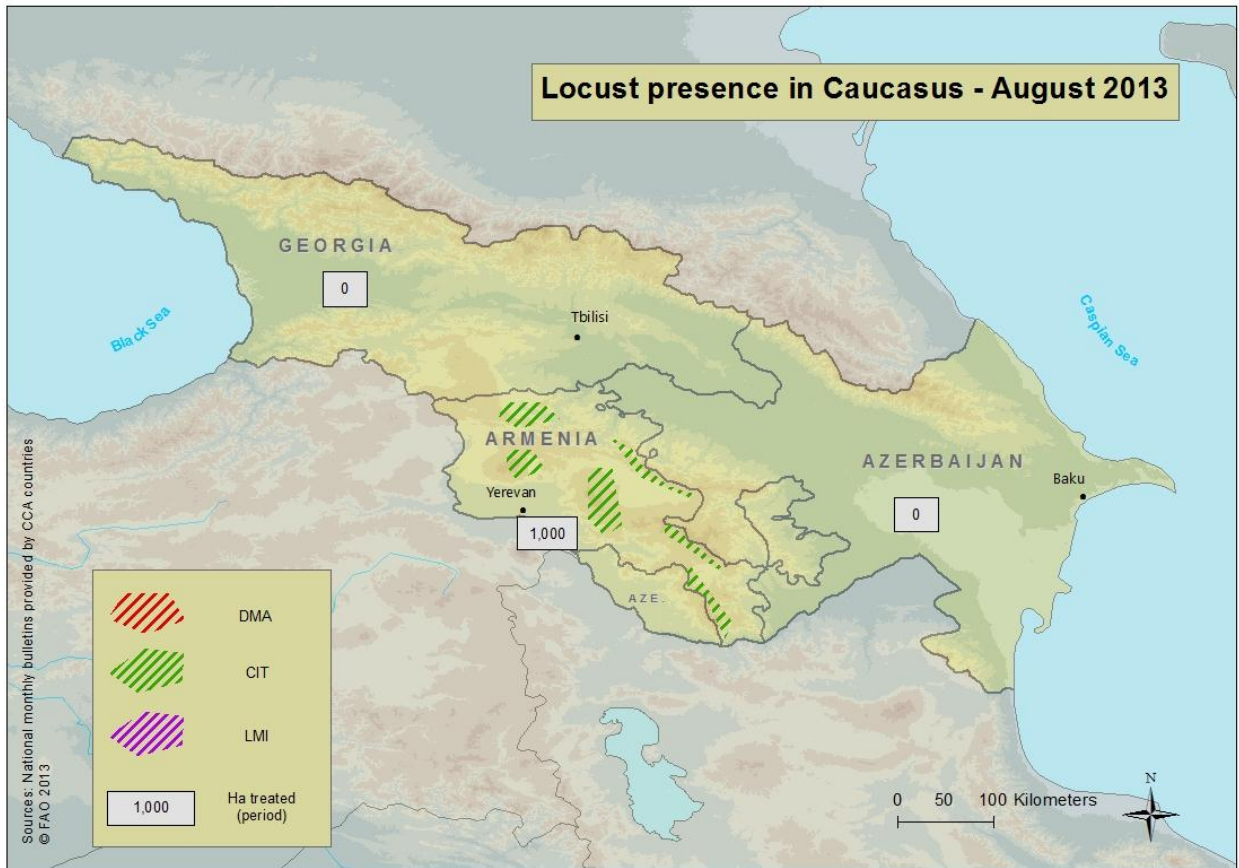 Locust presence in Caucasus - August 2013
GEORGIA
0
Tbilisi
Black Sea
Caspian Sea
ARMENIA
AZERBAIJAN
Baku
Yerevan
0
1,000
AZE.
DMA
CIT
LMI
1,000
Ha treated
(period)
0 50 100 Kilometers
N
Sources: National monthly bulletins provided by CCA countries
© FAO 2013